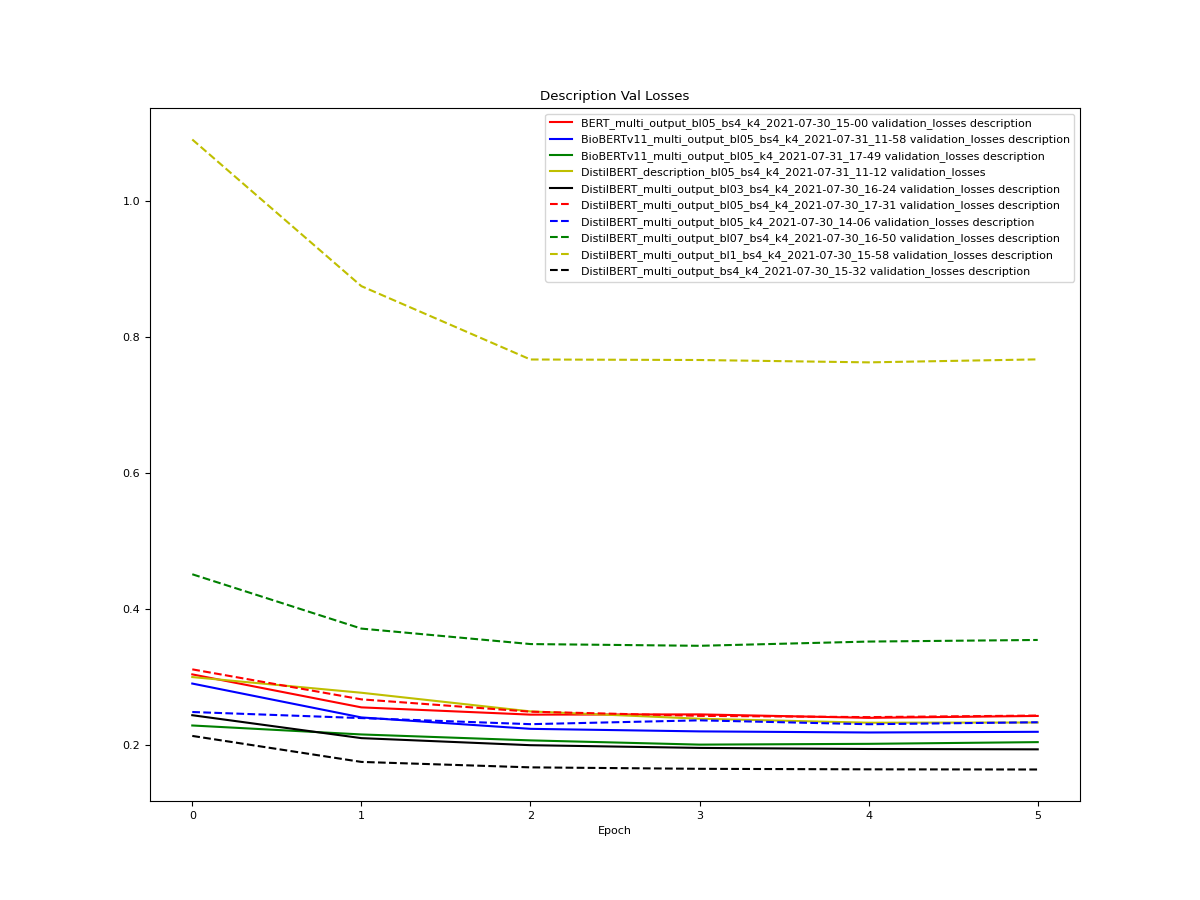 Description Val Losses
BERT_multi_output_bl05_bs4_k4_2021-07-30_15-00 validation_losses description
BioBERTv11_multi_output_bl05_bs4_k4_2021-07-31_11-58 validation_losses description
BioBERTv11_multi_output_bl05_k4_2021-07-31_17-49 validation_losses description
DistilBERT_description_bl05_bs4_k4_2021-07-31_11-12 validation_losses
DistilBERT_multi_output_bl03_bs4_k4_2021-07-30_16-24 validation_losses description
DistilBERT_multi_output_bl05_bs4_k4_2021-07-30_17-31 validation_losses description
DistilBERT_multi_output_bl05_k4_2021-07-30_14-06 validation_losses description
DistilBERT_multi_output_bl07_bs4_k4_2021-07-30_16-50 validation_losses description
DistilBERT_multi_output_bl1_bs4_k4_2021-07-30_15-58 validation_losses description
DistilBERT_multi_output_bs4_k4_2021-07-30_15-32 validation_losses description
1.0
0.8
0.6
0.4
0.2
0 1 2 3 4 5
Epoch